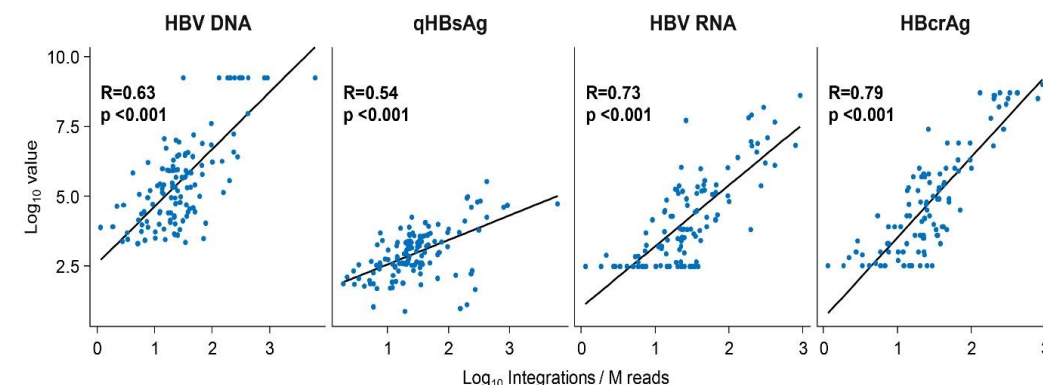 HBV DNA
qHBsAg
HBV RNA
HBcrAg
Log10 value
10.0
7.5
5.0
2.5
R=0.63
p <0.001
R=0.54
p <0.001
R=0.73
p <0.001
R=0.79
p <0.001
0 1 2 3
1 2 3
0 1 2 3
0 1 2 3
Log10 Integrations / M reads